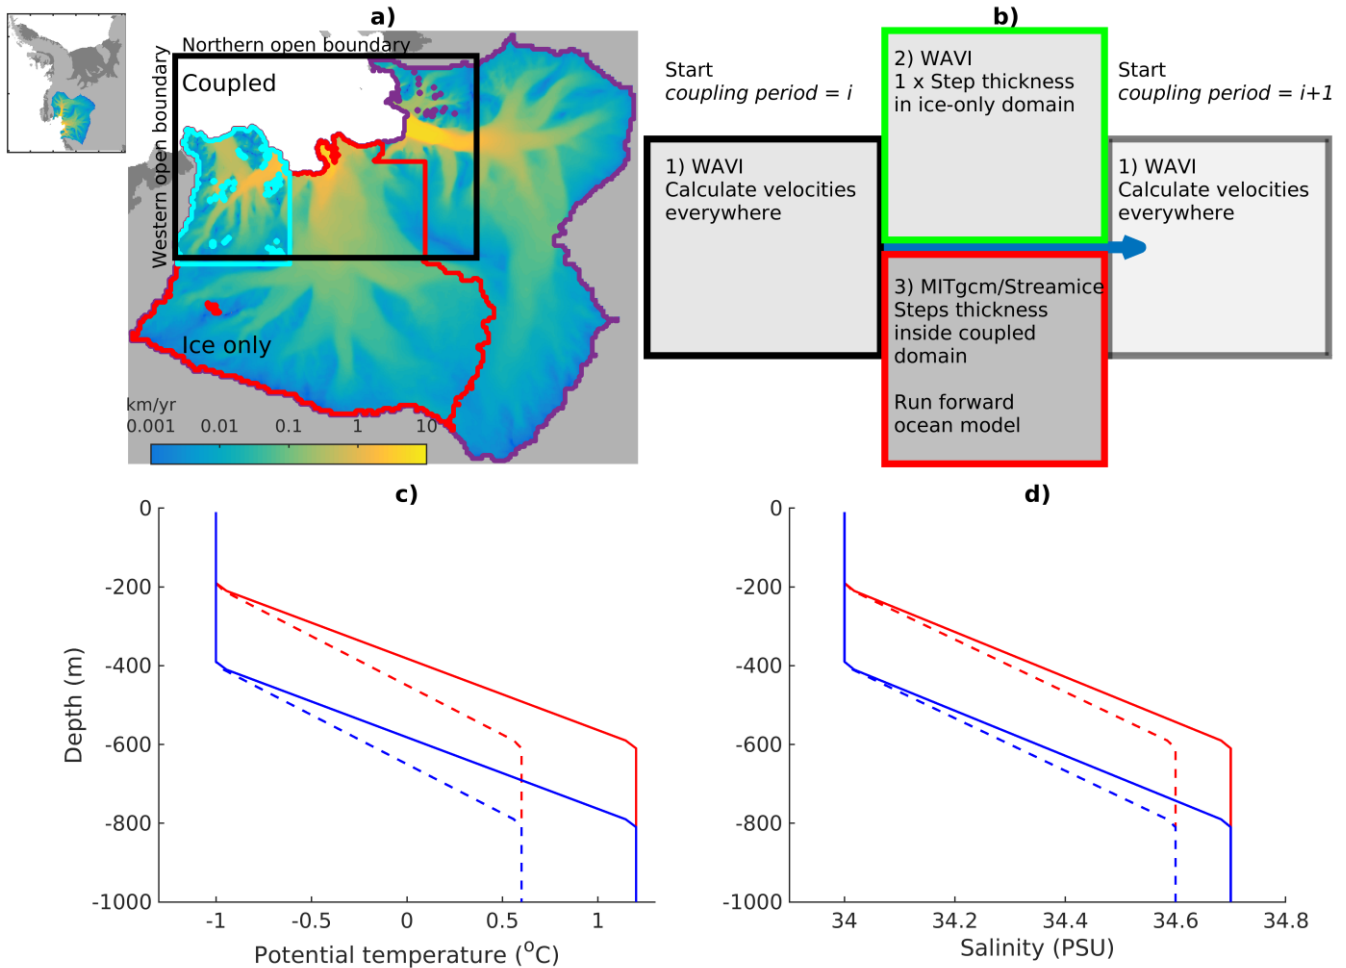 a)
Northern open boundary
Western open boundary
Coupled
Ice only
km/yr
0.001 0.01 0.1 1 10
b)
Start
coupling period = i
1) WAVI
Calculate velocities
everywhere
2) WAVI
1 x Step thickness
in ice-only domain
3) MITgcm/Streamice
Steps thickness
inside coupled
domain
Run forward
ocean model
Start
coupling period = i+1
1) WAVI
Calculate velocities
everywhere
c)
0
-200
-400
-600
-800
-1000
Depth (m)
-1 -0.5 0 0.5 1
Potential temperature (°C)
d)
0
-200
-400
-600
-800
-1000
34 34.2 34.4 34.6 34.8
Salinity (PSU)